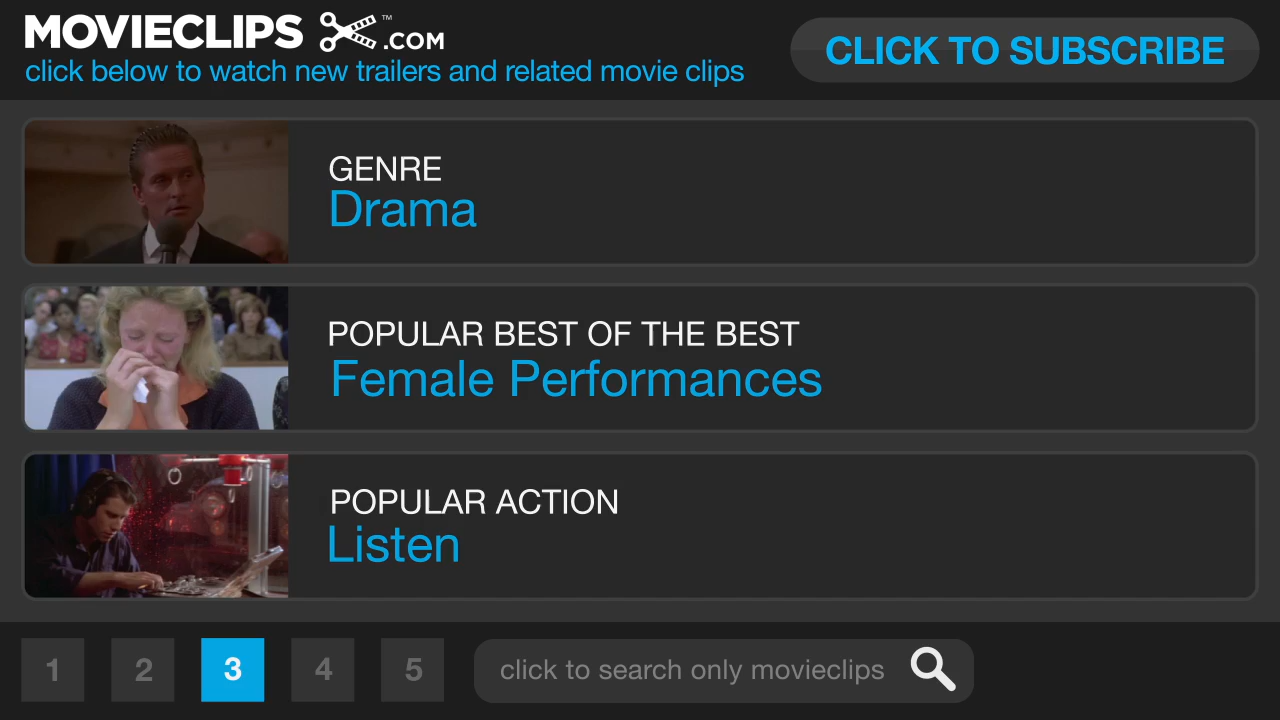 MOVIECLIPS ™ .COM
click below to watch new trailers and related movie clips
CLICK TO SUBSCRIBE
GENRE
Drama
POPULAR BEST OF THE BEST
Female Performances
POPULAR ACTION
Listen
1 2 3 4 5
click to search only movieclips